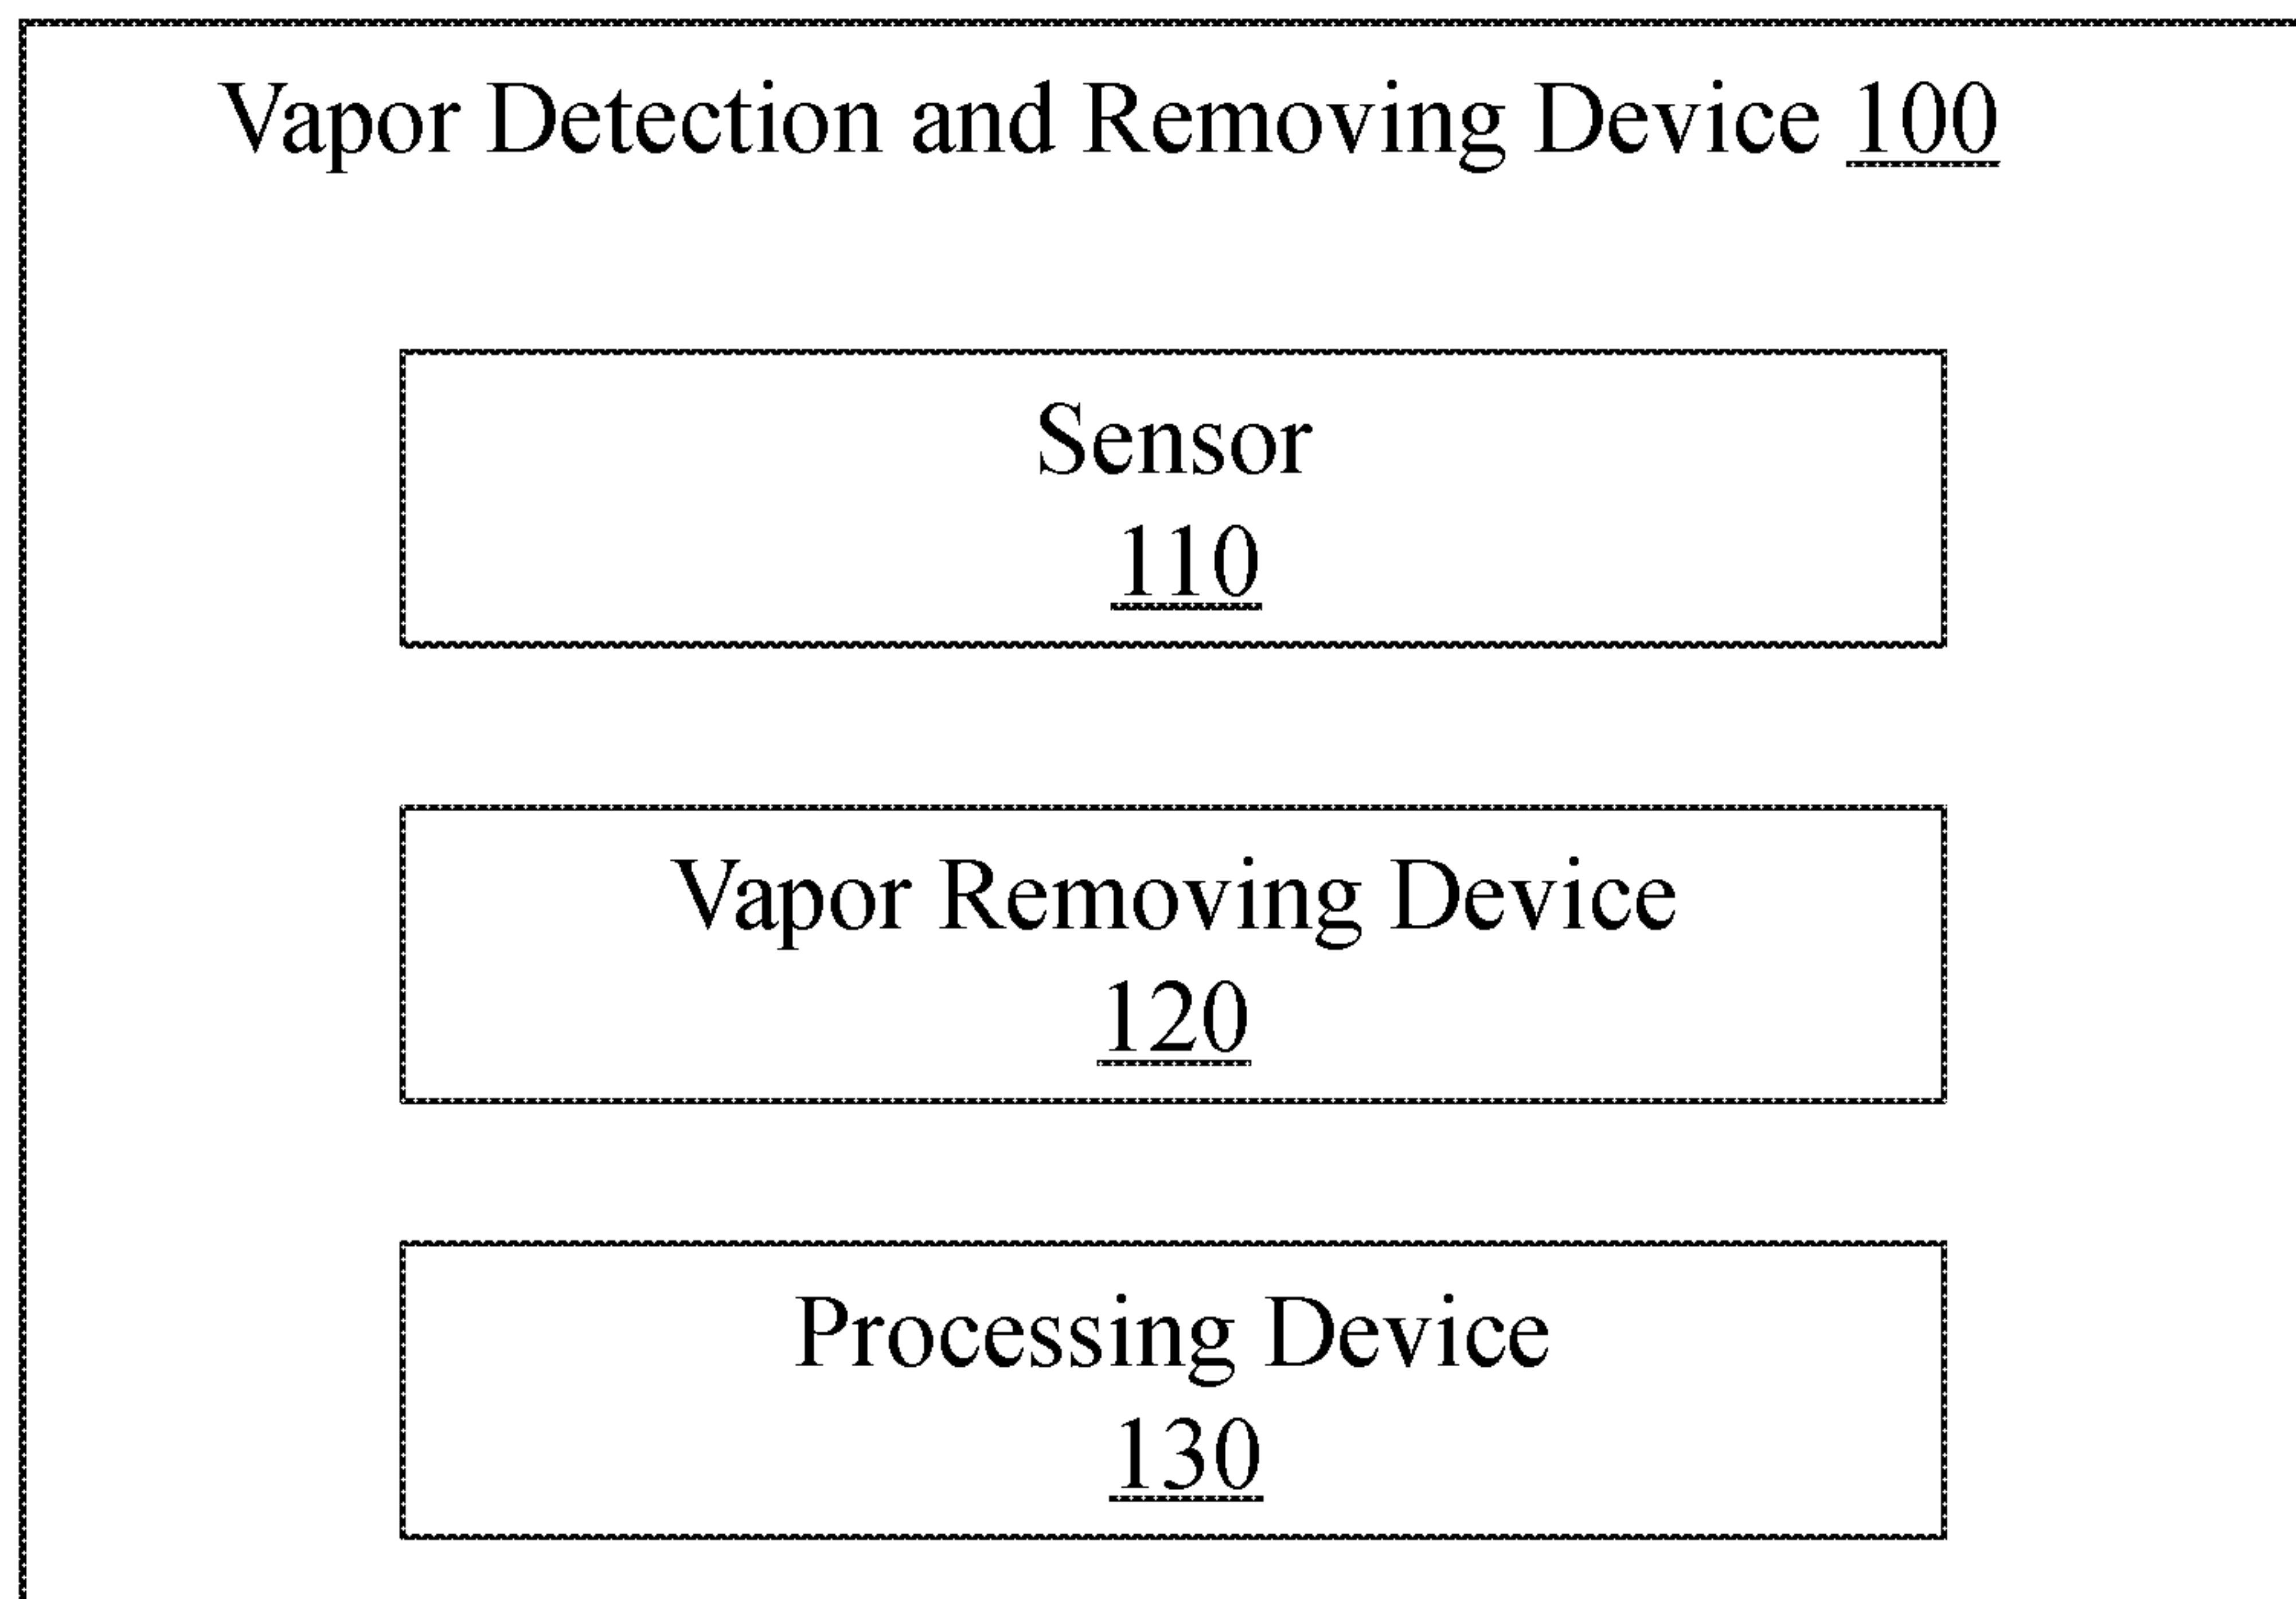 Vapor Detection and Removing Device 100
Sensor
110
Vapor Removing Device
120
Processing Device
130